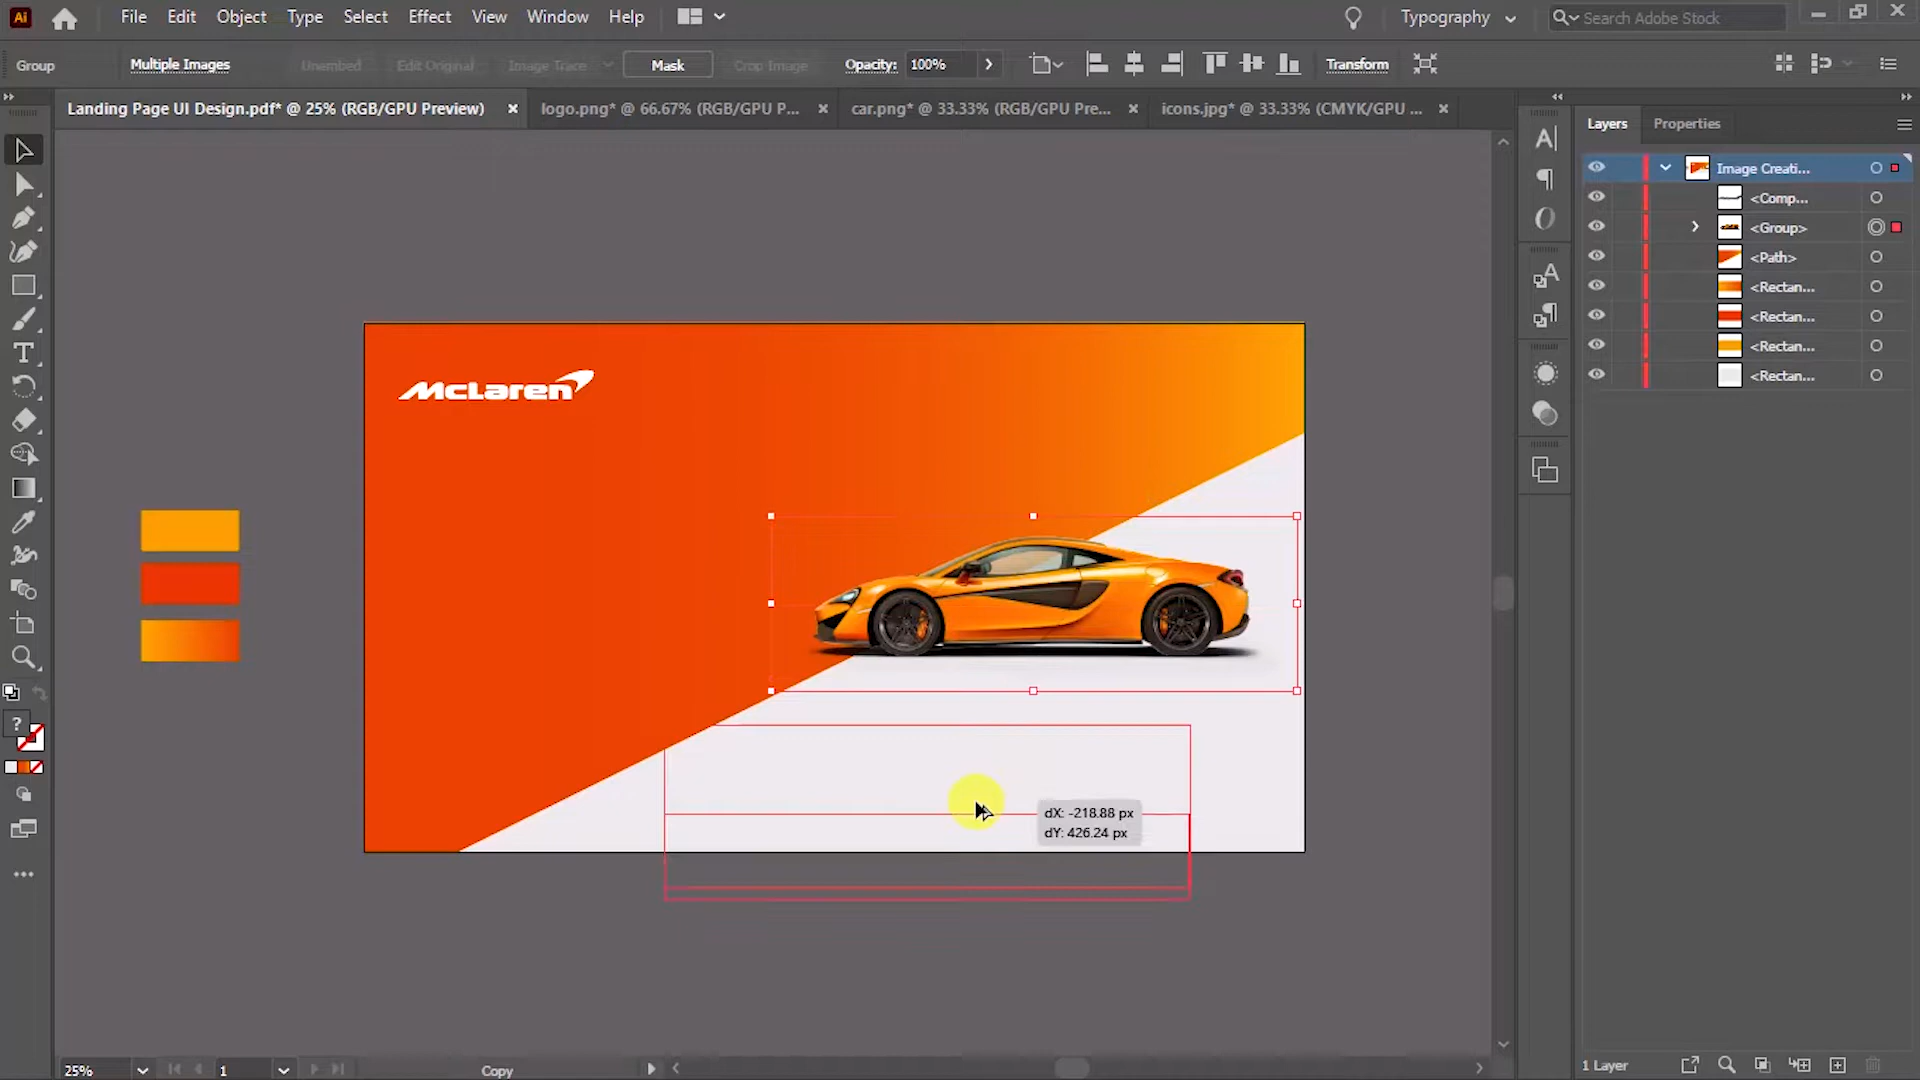 Ai File Edit Object Type Select Effect View Window Help Typography Search Adobe Stock
Group Multiple Images Unembed Edit Original Image Trace Mask Crop Image Opacity: 100% Transform
Landing Page UI Design.pdf* @ 25% (RGB/GPU Preview) logo.png* @ 66.67% (RGB/GPU P... car.png* @ 33.33% (RGB/GPU Pre... icons.jpg* @ 33.33% (CMYK/GPU ...
Layers Properties
Image Creati...
<Comp...
<Group>
<Path>
<Rectan...
<Rectan...
<Rectan...
<Rectan...
McLaren
dX: -218.88 px
dY: 426.24 px
25% 1 Copy 1 Layer